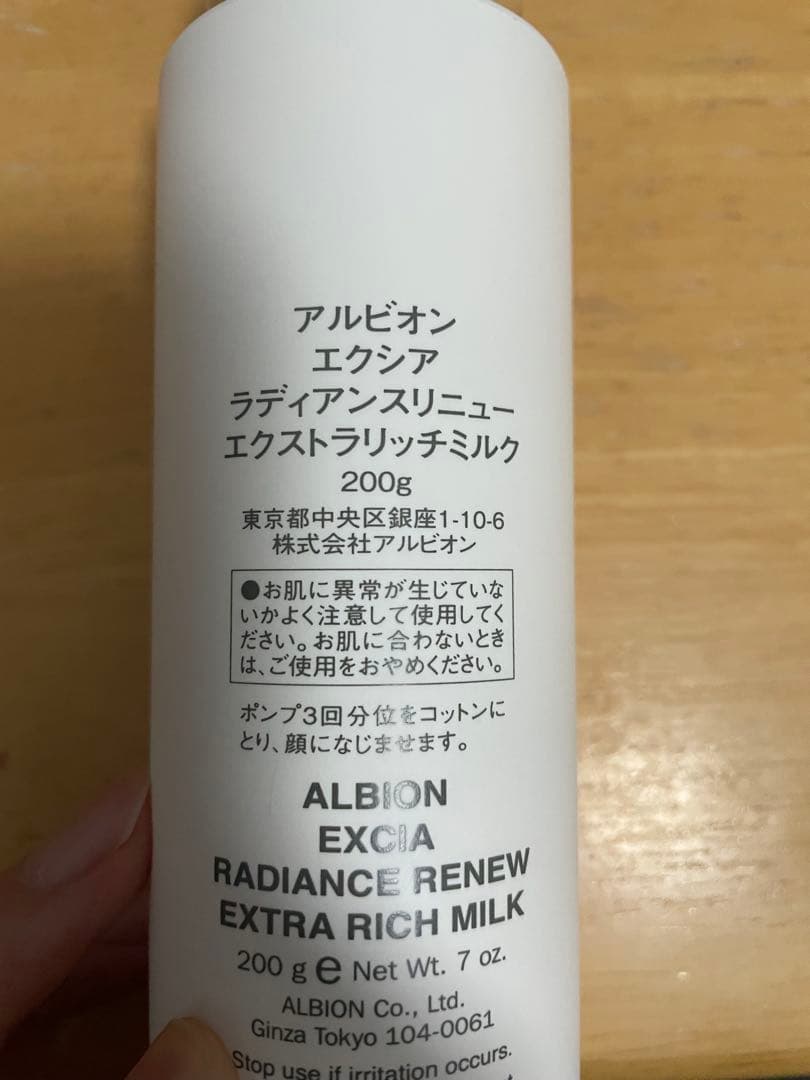 アルビオン
エクシア
ラディアンスリニュー
エクストラリッチミルク
200g
東京都中央区銀座1-10-6
株式会社アルビオン
●お肌に異常が生じていな
いかよく注意して使用してく
ださい。お肌に合わないとき
は、ご使用をおやめください。
ポンプ3回分位をコットンに
とり、顔になじませます。
ALBION
EXCIA
RADIANCE RENEW
EXTRA RICH MILK
200 g e Net Wt. 7 oz.
ALBION Co., Ltd.
Ginza Tokyo 104-0061
Stop use if irritation occurs.